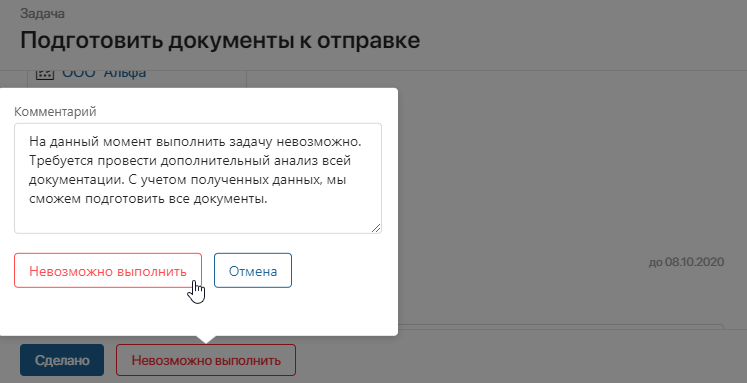 Задача
Подготовить документы к отправке
ООО "Альфа
Комментарий
На данный момент выполнить задачу невозможно.
Требуется провести дополнительный анализ всей
документации. С учетом полученных данных, мы
сможем подготовить все документы.
Невозможно выполнить
Отмена
до 08.10.2020
Сделано
Невозможно выполнить